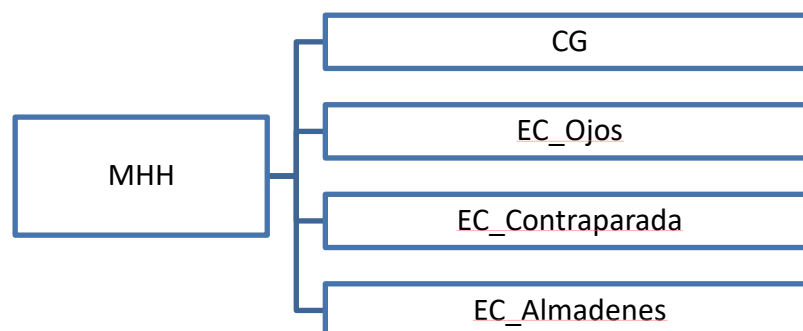 CG
EC_Ojos
MHH
EC_Contraparada
EC_Almadenes